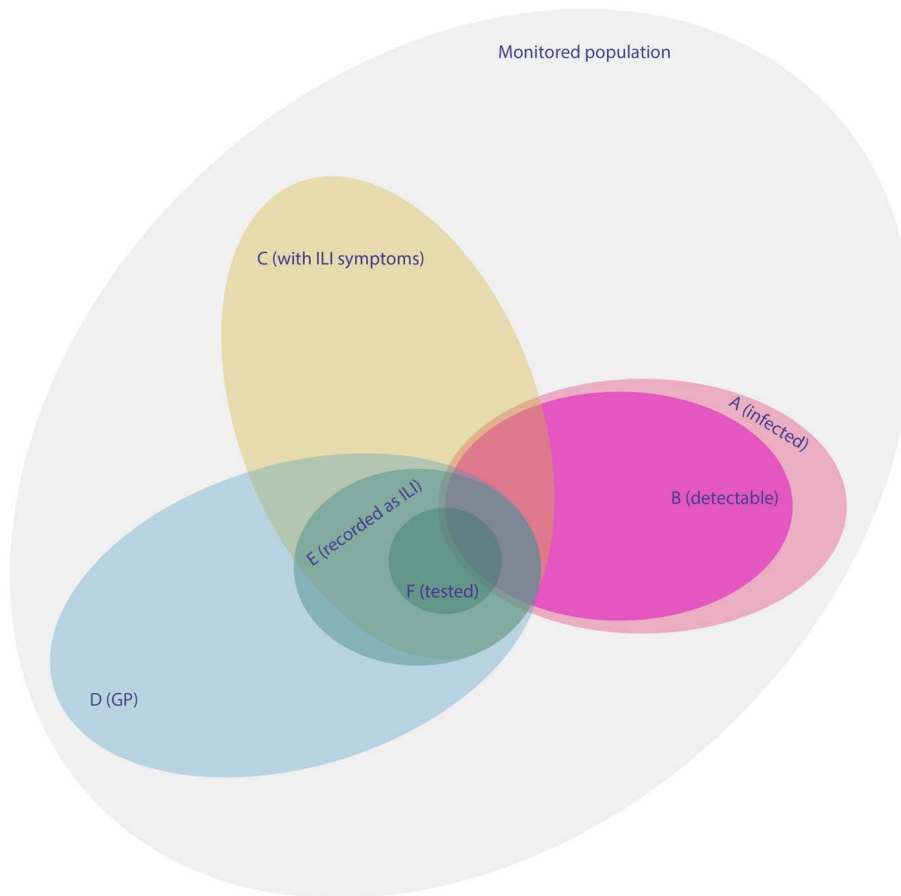 Monitored population
C (with ILI symptoms)
A (infected)
B (detectable)
E (recorded as ILI)
F (tested)
D (GP)